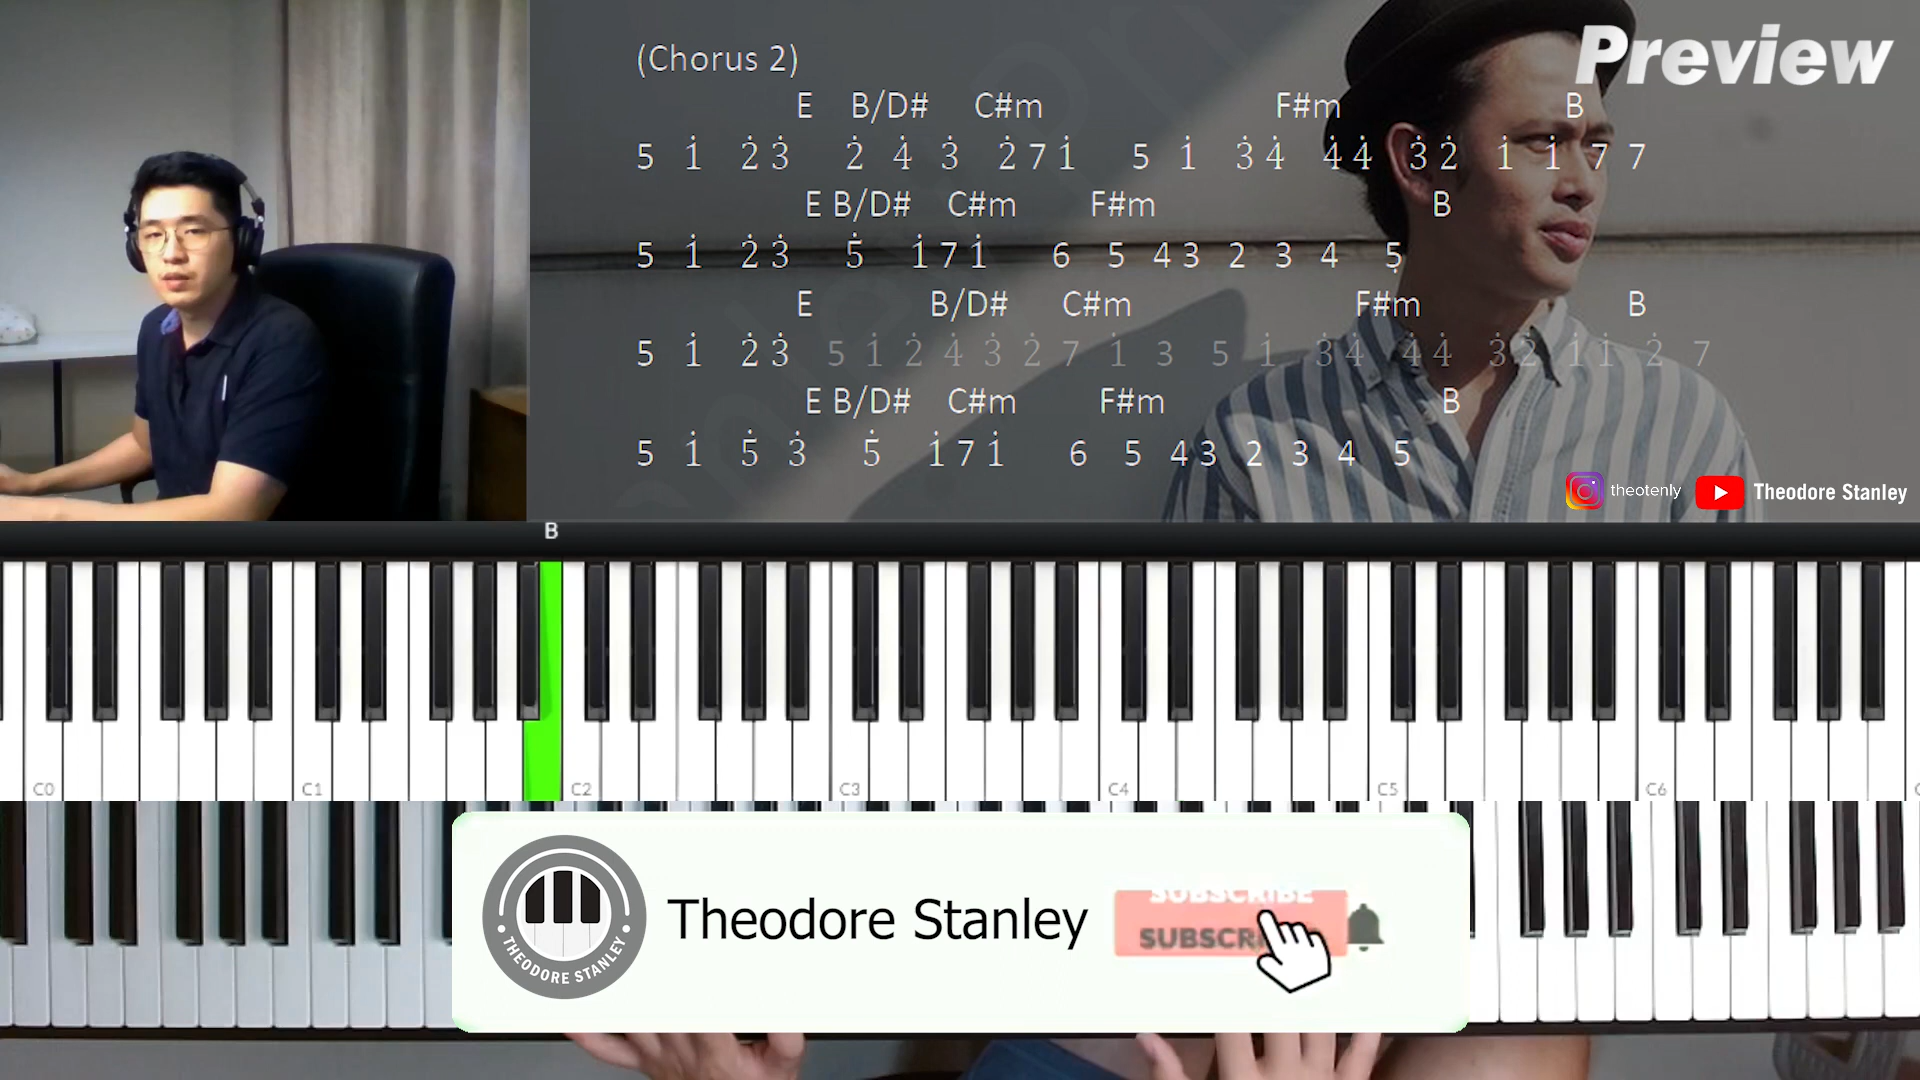 Preview
(Chorus 2)
E B/D# C#m F#m B
5 1̇ 2̇ 3̇ 2̇ 4̇ 3̇ 2̇ 7 1̇ 5 1̇ 3̇ 4̇ 4̇ 4̇ 3̇ 2̇ 1̇ 1̇ 7 7
E B/D# C#m F#m B
5 1̇ 2̇ 3̇ 5̇ 1̇ 7 1̇ 6 5 4 3 2 3 4 5̣
E B/D# C#m F#m B
5 1̇ 2̇ 3̇ 5 1̇ 2̇ 4̇ 3̇ 2̇ 7 1̇ 3 5 1̇ 3̇ 4̇ 4̇ 4̇ 3̇ 2̇ 1̇ 1̇ 2̇ 7
E B/D# C#m F#m B
5 1̇ 5̇ 3̇ 5̇ 1̇ 7 1̇ 6 5 4 3 2 3 4 5
theotenly
Theodore Stanley
B
C0 C1 C2 C3 C4 C5 C6
THEODORE STANLEY
Theodore Stanley
SUBSCRIBE